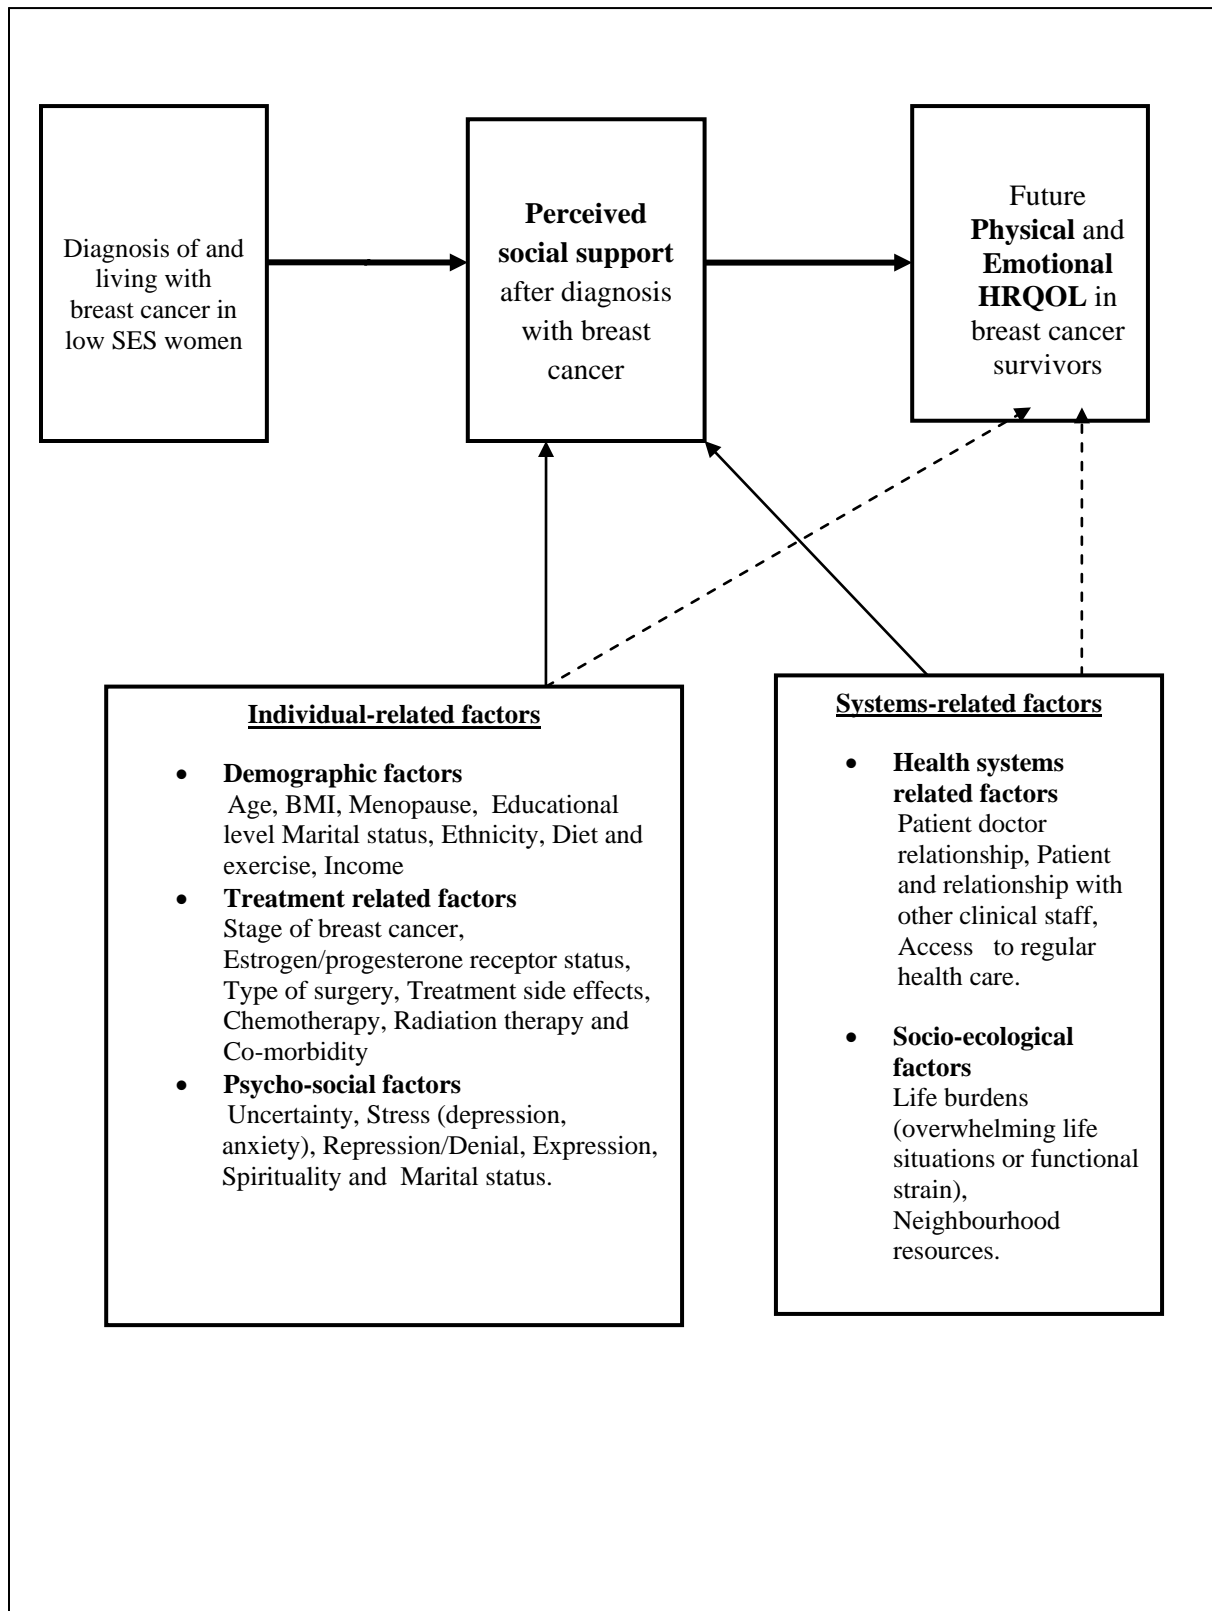 Diagnosis of and
living with
breast cancer in
low SES women
Perceived
social support
after diagnosis
with breast
cancer
Future
Physical and
Emotional
HRQOL in
breast cancer
survivors
Individual-related factors
• Demographic factors
Age, BMI, Menopause, Educational
level Marital status, Ethnicity, Diet and
exercise, Income
• Treatment related factors
Stage of breast cancer,
Estrogen/progesterone receptor status,
Type of surgery, Treatment side effects,
Chemotherapy, Radiation therapy and
Co-morbidity
• Psycho-social factors
Uncertainty, Stress (depression,
anxiety), Repression/Denial, Expression,
Spirituality and Marital status.
Systems-related factors
• Health systems
related factors
Patient doctor
relationship, Patient
and relationship with
other clinical staff,
Access to regular
health care.
• Socio-ecological
factors
Life burdens
(overwhelming life
situations or functional
strain),
Neighbourhood
resources.